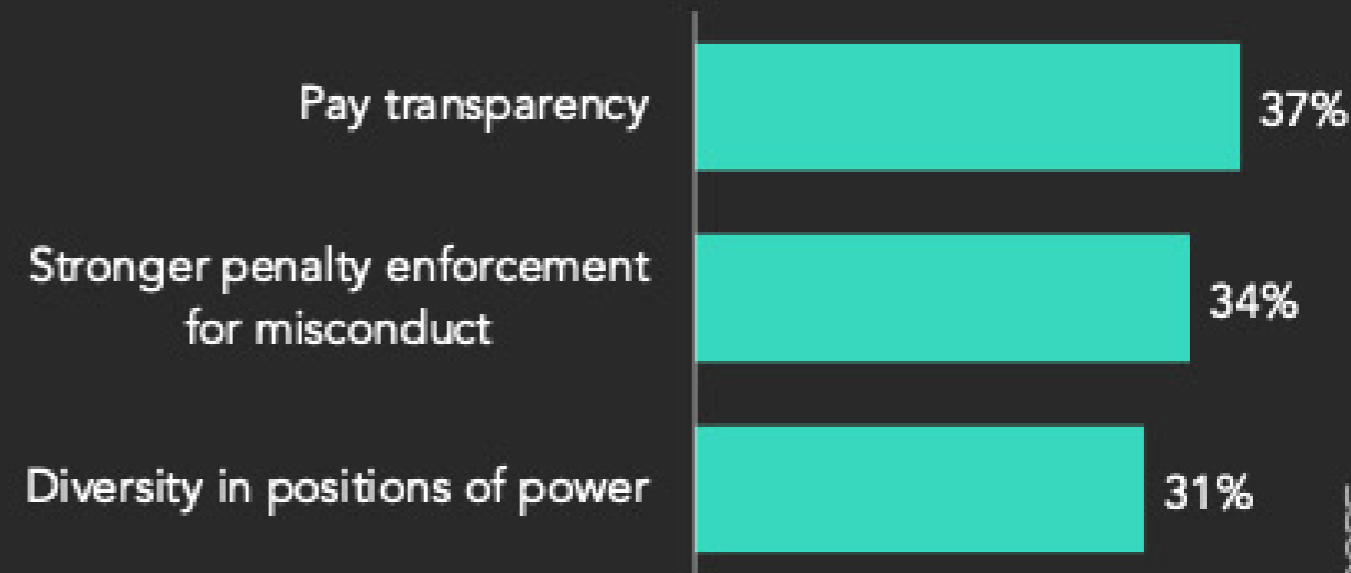 Pay transparency
37%
Stronger penalty enforcement
for misconduct
34%
Diversity in positions of power
31%